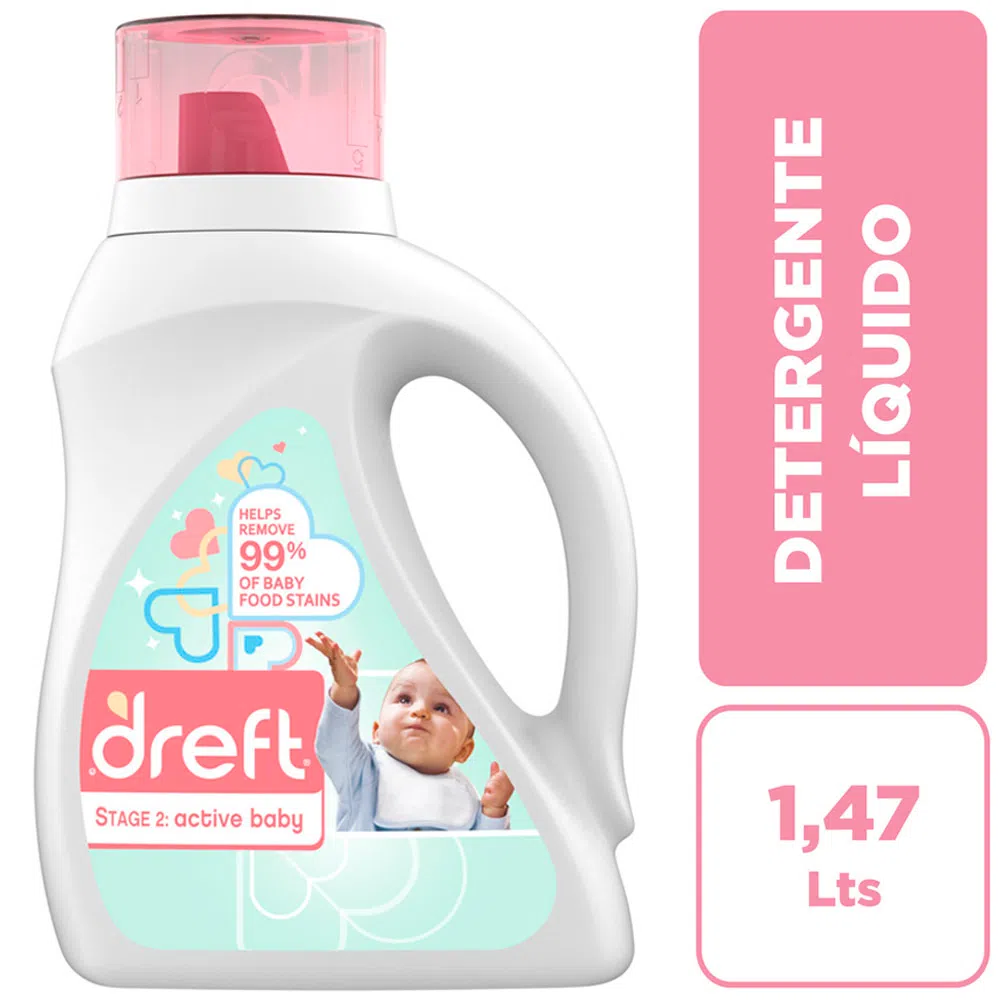 HELPS
REMOVE
99%
OF BABY
FOOD STAINS
dreft
STAGE 2: active baby
DETERGENTE
LÍQUIDO
1,47
Lts